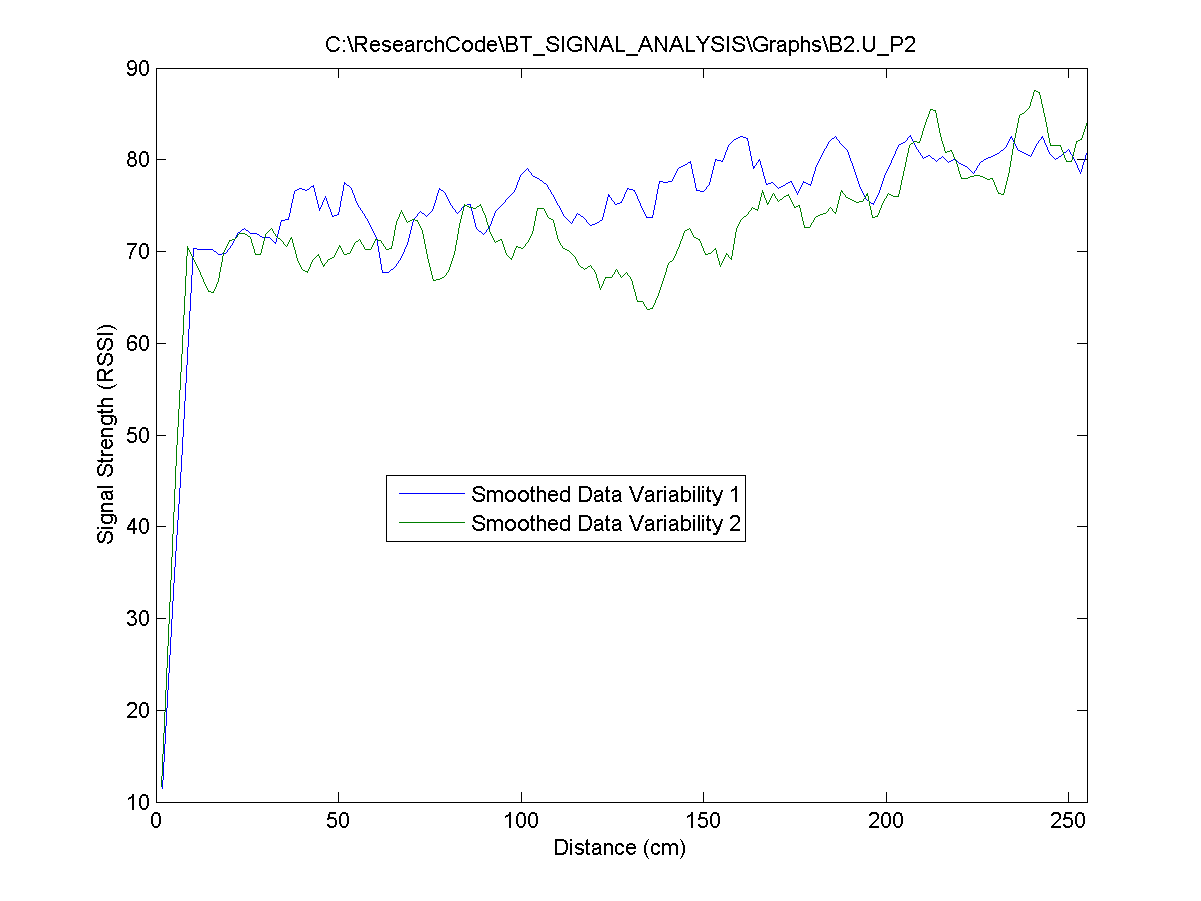 C:\ResearchCode\BT_SIGNAL_ANALYSIS\Graphs\B2.U_P2
90
80
70
60
50
40
30
20
10
Signal Strength (RSSI)
Smoothed Data Variability 1
Smoothed Data Variability 2
0 50 100 150 200 250
Distance (cm)